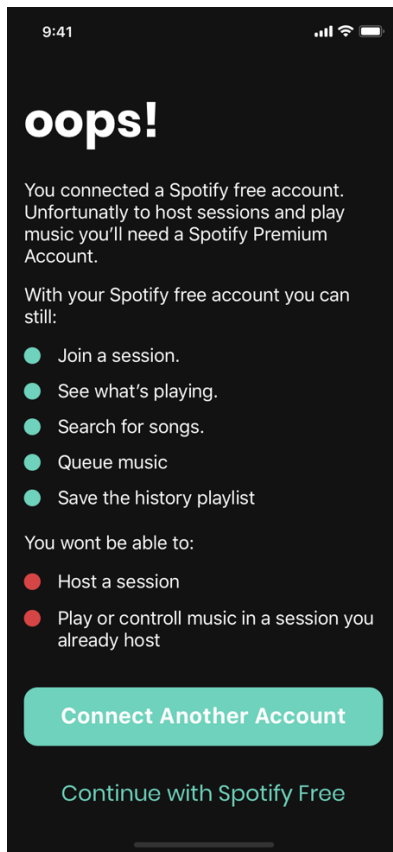 9:41
oops!
You connected a Spotify free account.
Unfortunatly to host sessions and play
music you’ll need a Spotify Premium
Account.
With your Spotify free account you can
still:
Join a session.
See what’s playing.
Search for songs.
Queue music
Save the history playlist
You wont be able to:
Host a session
Play or controll music in a session you
already host
Connect Another Account
Continue with Spotify Free